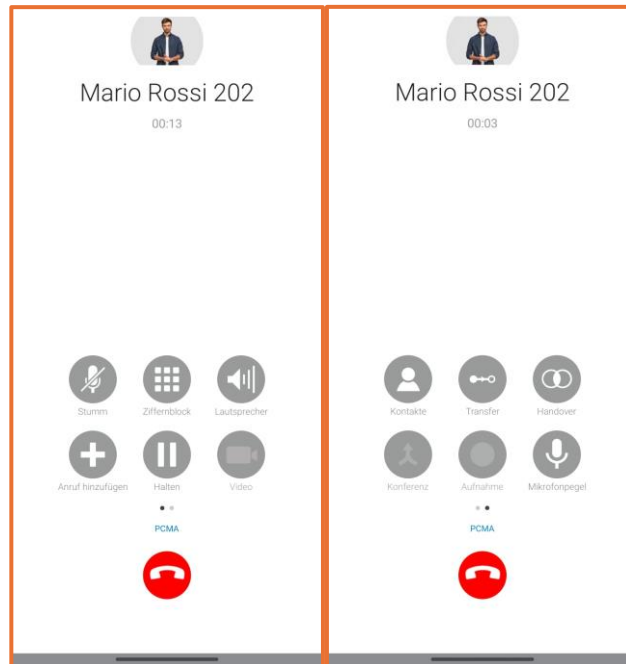 Mario Rossi 202
00:13
Stumm Ziffernblock Lautsprecher
Anruf hinzufügen Halten Video
PCMA
Mario Rossi 202
00:03
Kontakte Transfer Handover
Konferenz Aufnahme Mikrofonpegel
PCMA